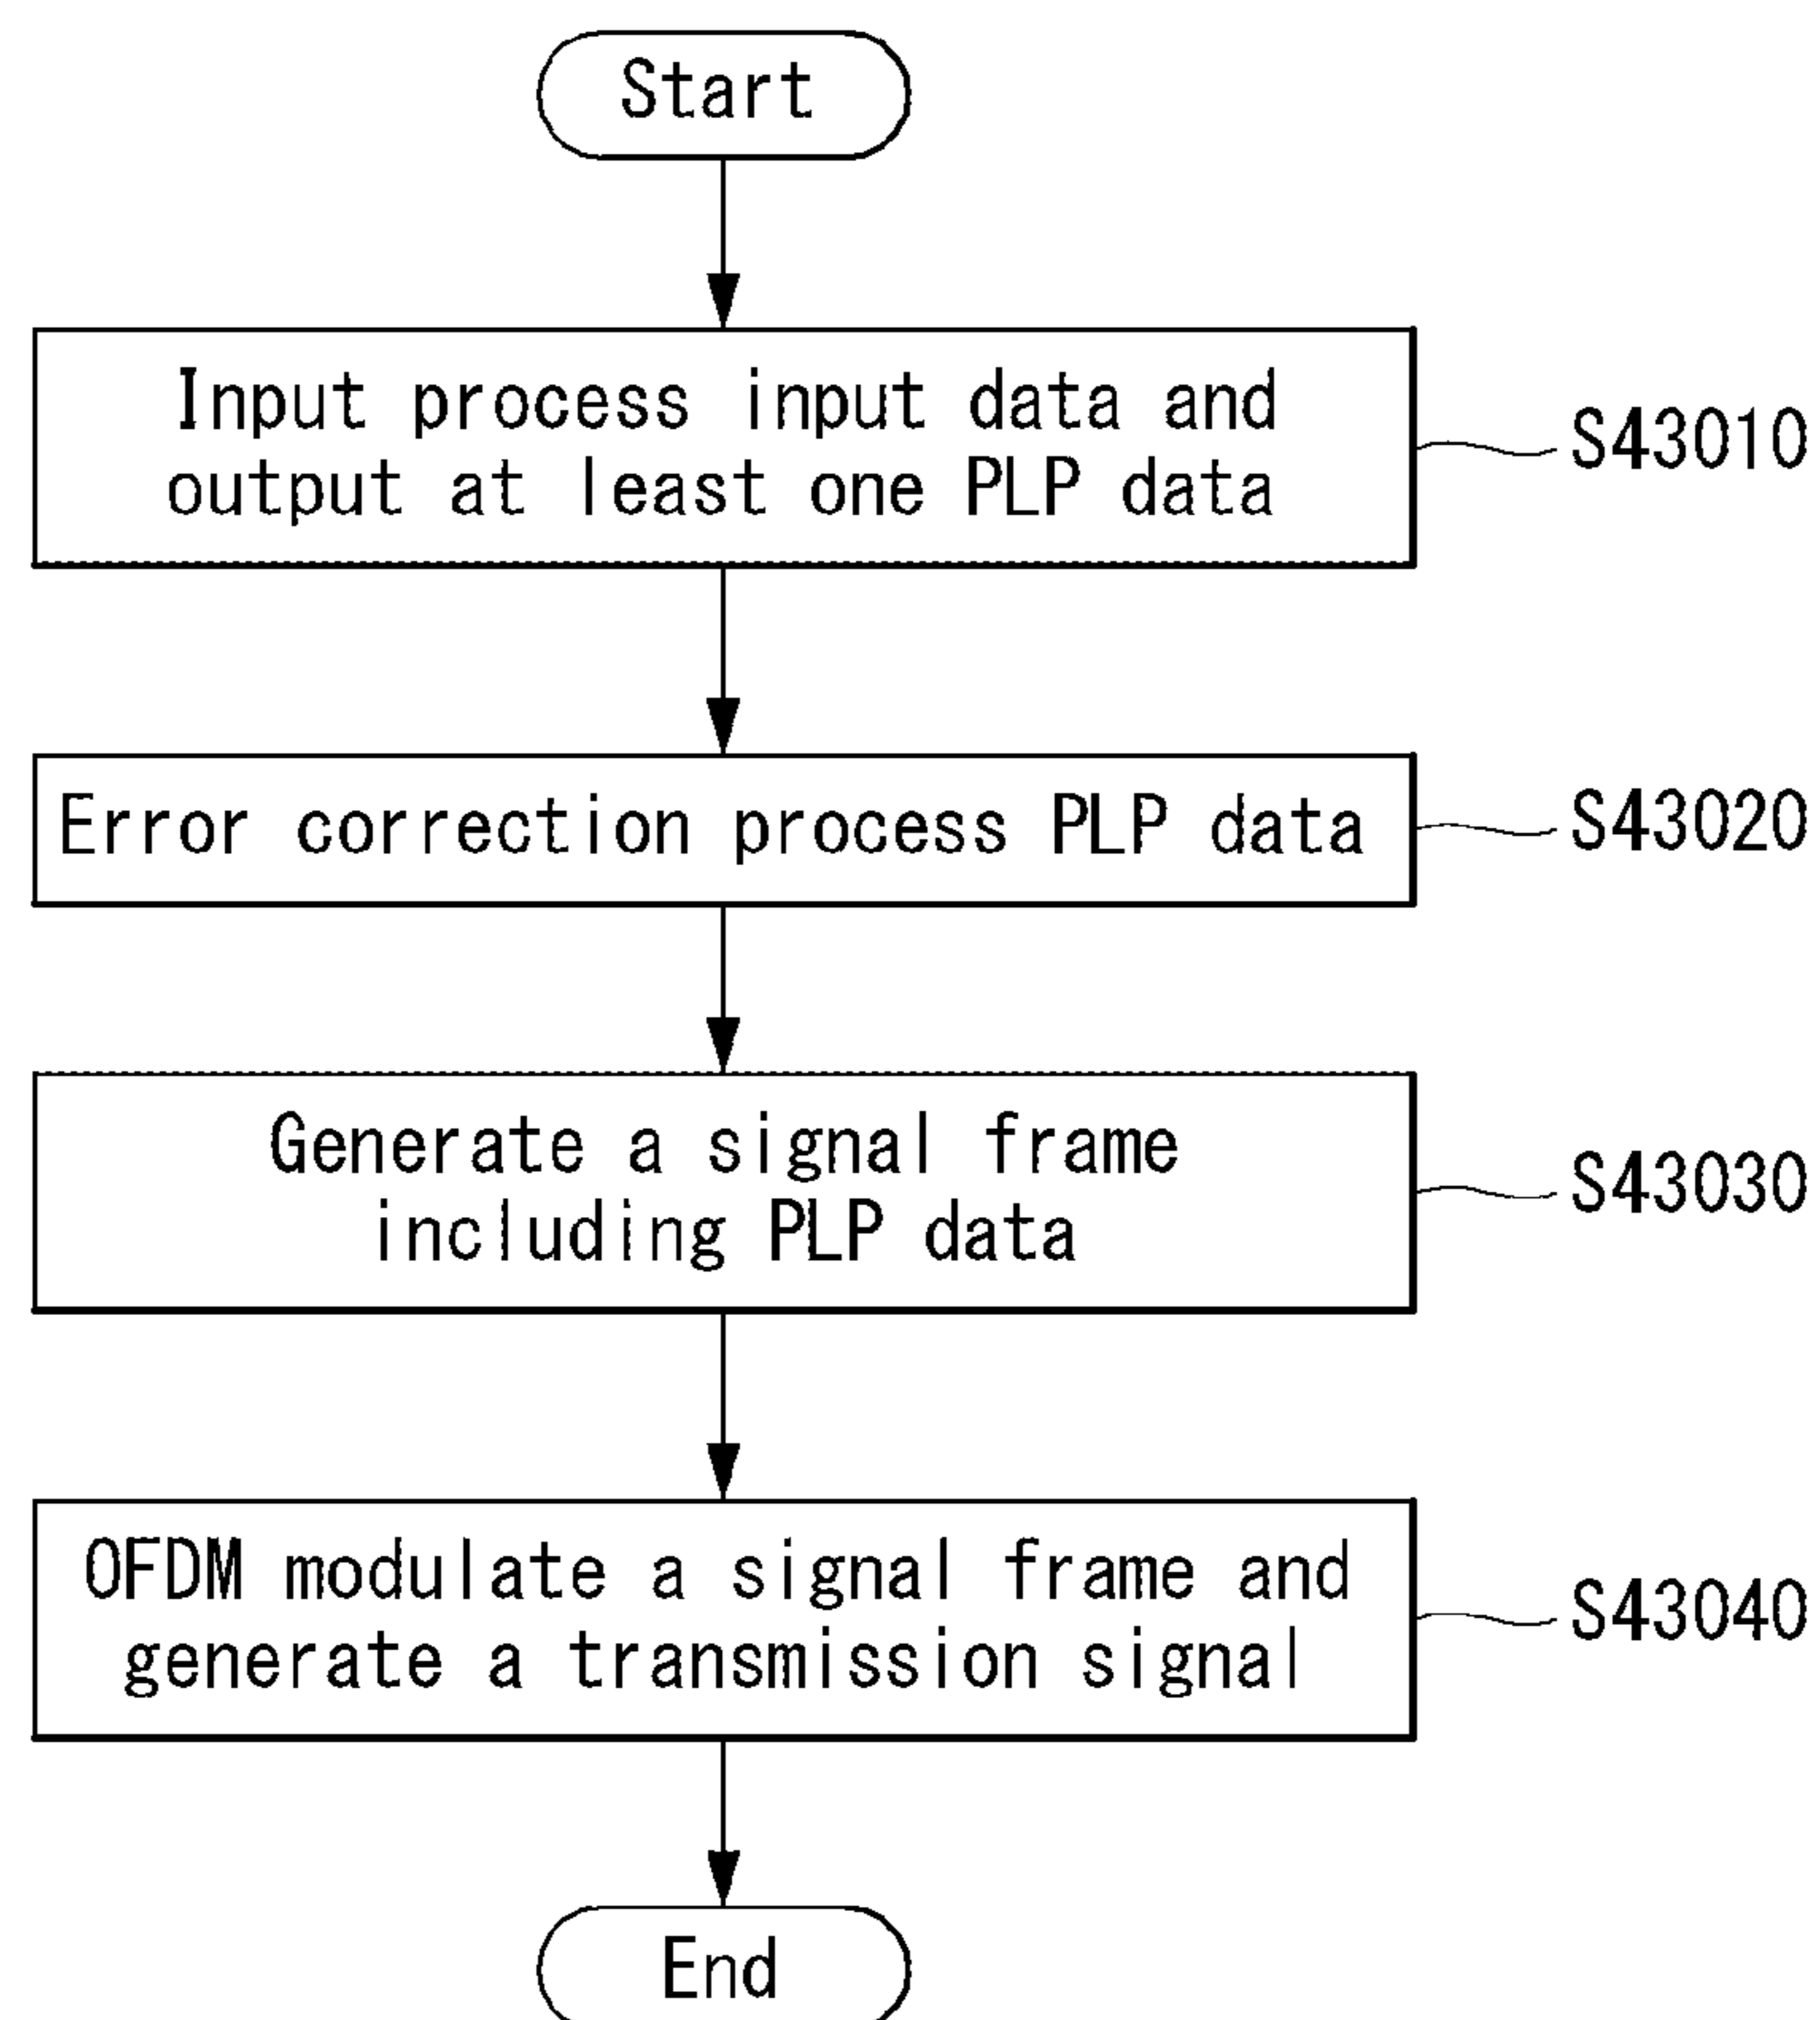 Start
Input process input data and
output at least one PLP data
S43010
Error correction process PLP data
S43020
Generate a signal frame
including PLP data
S43030
OFDM modulate a signal frame and
generate a transmission signal
S43040
End